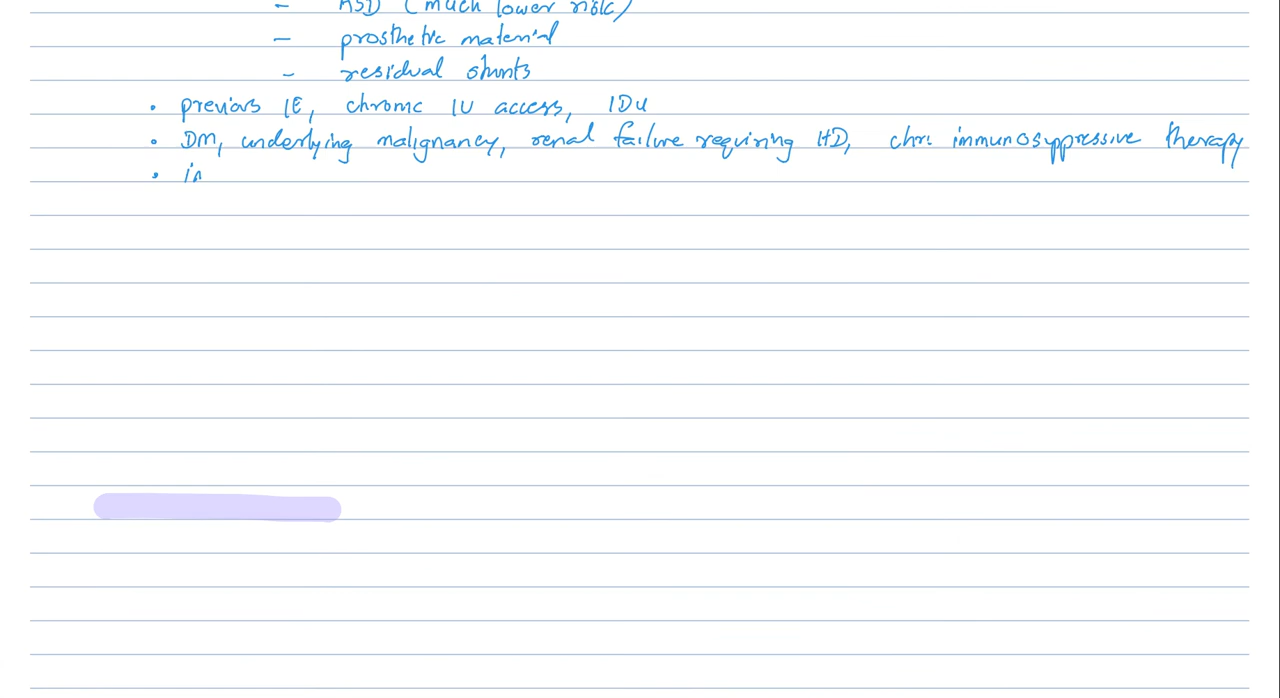 - ASD (much lower risk)
- prosthetic material
- residual shunts
• previous IE, chronic IV access, IDU
• DM, underlying malignancy, renal failure requiring HD, chr. immunosuppressive therapy
• in